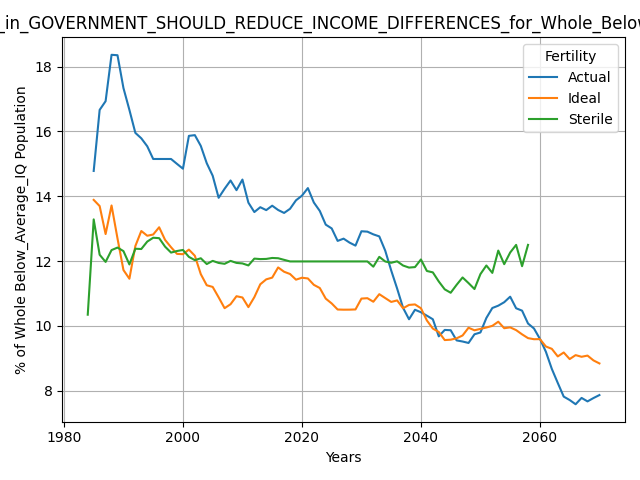 _in_GOVERNMENT_SHOULD_REDUCE_INCOME_DIFFERENCES_for_Whole_Below
% of Whole Below_Average_IQ Population
18
16
14
12
10
8
Fertility
Actual
Ideal
Sterile
1980
2000
2020
2040
2060
Years